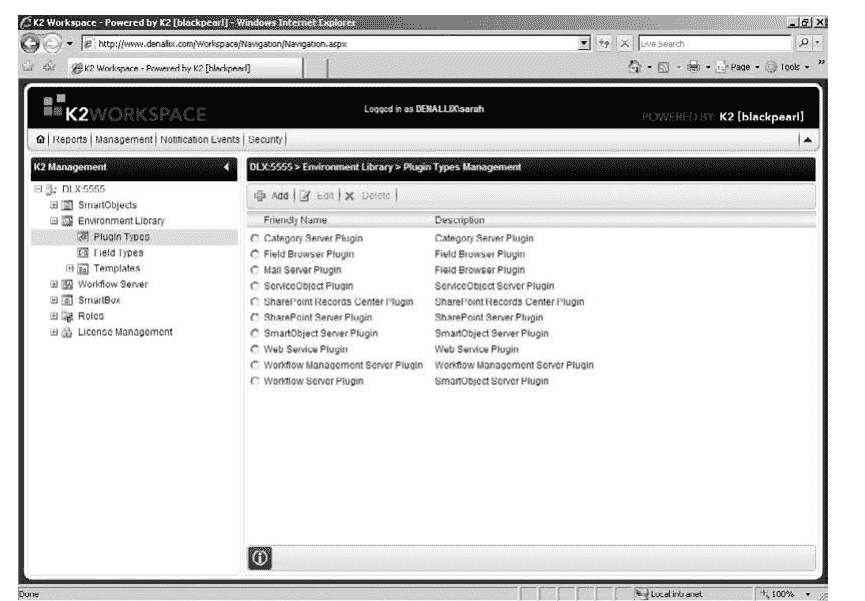 K2 Workspace - Powered by K2 [blackpearl] - Windows Internet Explorer
http://www.denallix.com/Workspace/Navigation/Navigation.aspx
Live Search
K2 Workspace - Powered by K2 [blackpearl]
Page
Tools
K2WORKSPACE
Logged in as DENALLIX\sarah
POWERED BY K2 [blackpearl]
Reports | Management | Notification Events | Security |
K2 Management
DLX:5555 > Environment Library > Plugin Types Management
DLX:5555
SmartObjects
Environment Library
Plugin Types
Field Types
Templates
Workflow Server
SmartBox
Roles
License Management
Add | Edit | Delete |
Friendly Name Description
Category Server Plugin Category Server Plugin
Field Browser Plugin Field Browser Plugin
Mail Server Plugin Field Browser Plugin
ServiceObject Plugin ServiceObject Server Plugin
SharePoint Records Center Plugin SharePoint Records Center Plugin
SharePoint Server Plugin SharePoint Server Plugin
SmartObject Server Plugin SmartObject Server Plugin
Web Service Plugin Web Service Plugin
Workflow Management Server Plugin Workflow Management Server Plugin
Workflow Server Plugin SmartObject Server Plugin
Done
Local intranet
100%